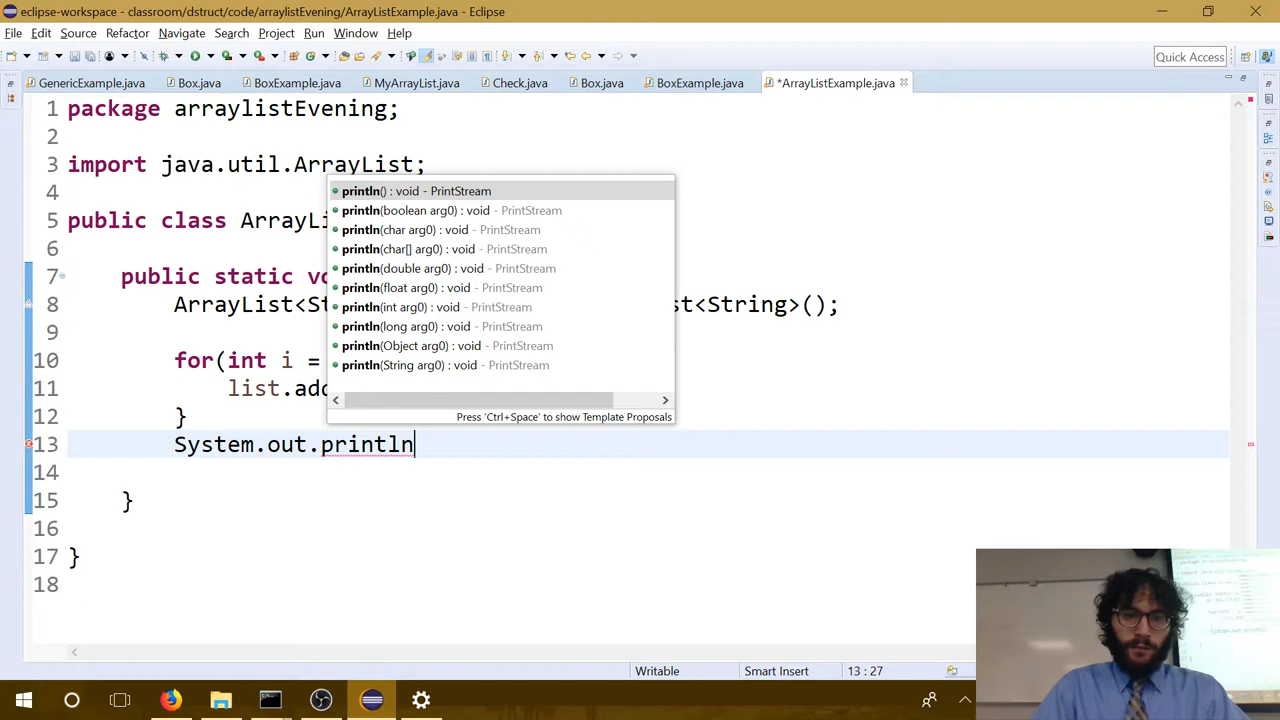 eclipse-workspace - classroom/dstruct/code/arraylistEvening/ArrayListExample.java - Eclipse
File Edit Source Refactor Navigate Search Project Run Window Help
Quick Access
GenericExample.java Box.java BoxExample.java MyArrayList.java Check.java Box.java BoxExample.java *ArrayListExample.java
1 package arraylistEvening;
2
3 import java.util.ArrayList;
4
5 public class ArrayLi
6
7 public static vo
8 ArrayList<St st<String>();
9
10 for(int i =
11 list.add
12 }
13 System.out.println
14
15 }
16
17 }
18
println() : void - PrintStream
println(boolean arg0) : void - PrintStream
println(char arg0) : void - PrintStream
println(char[] arg0) : void - PrintStream
println(double arg0) : void - PrintStream
println(float arg0) : void - PrintStream
println(int arg0) : void - PrintStream
println(long arg0) : void - PrintStream
println(Object arg0) : void - PrintStream
println(String arg0) : void - PrintStream
Press 'Ctrl+Space' to show Template Proposals
Writable Smart Insert 13 : 27